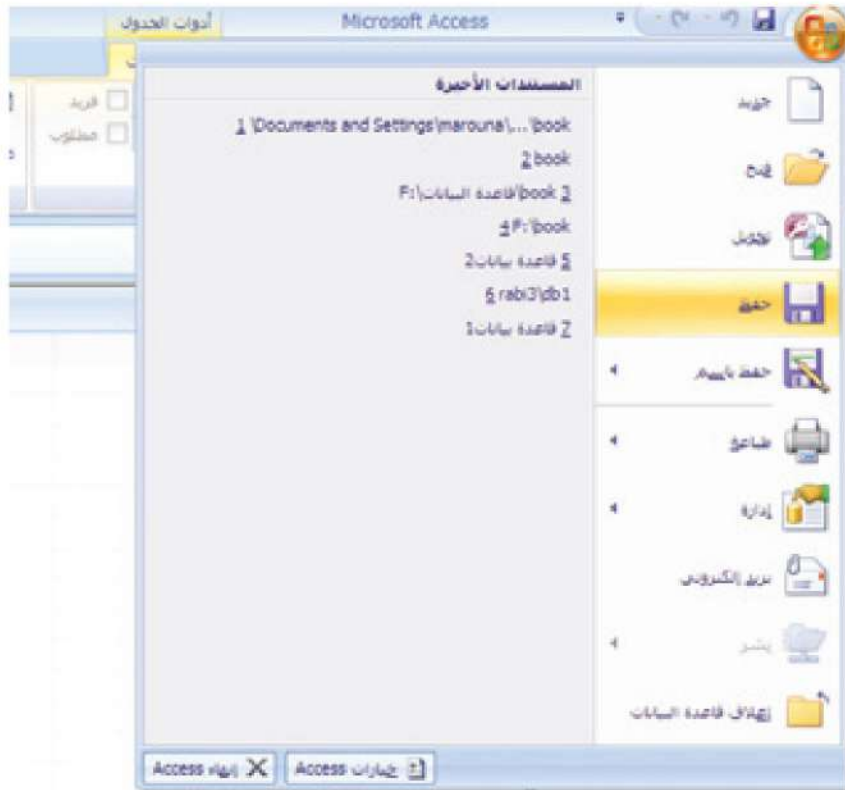 Microsoft Access
أدوات الجدول
فريد
مطلوب
جديد
فتح
تحويل
حفظ
حفظ باسم
طباعة
إدارة
بريد إلكتروني
نشر
إغلاق قاعدة البيانات
المستندات الأخيرة
1 \Documents and Settings\marouna\...\book
2 book
F:\قاعدة البيانات\book 3
4 F:\book
5 قاعدة بيانات2
6 rabi3\db1
7 قاعدة بيانات1
خيارات Access
إنهاء Access